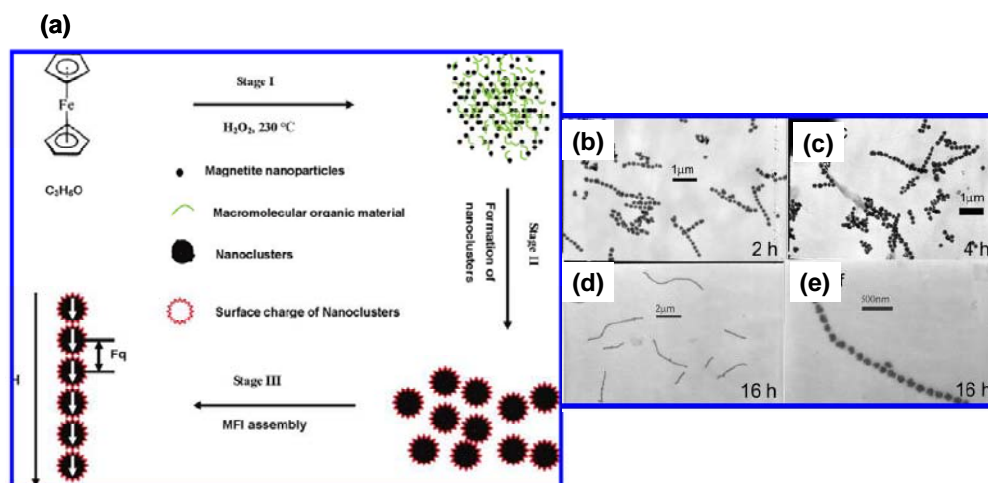 (a)
Fe
C3H6O
Stage I
H2O2, 230 °C
Magnetite nanoparticles
Macromolecular organic material
Nanoclusters
Surface charge of Nanoclusters
Formation of
nanoclusters
Stage II
Fq
H
Stage III
MFI assembly
(b)
1μm
2 h
(c)
1μm
4 h
(d)
2μm
16 h
(e)
f
500nm
16 h